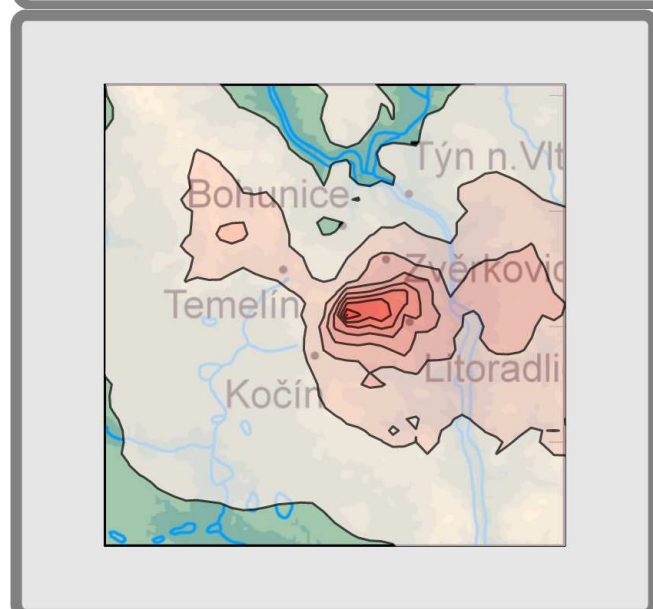 Týn n.Vlt
Bohunice
Zvěrkovic
Temelín
Litoradli
Kočín